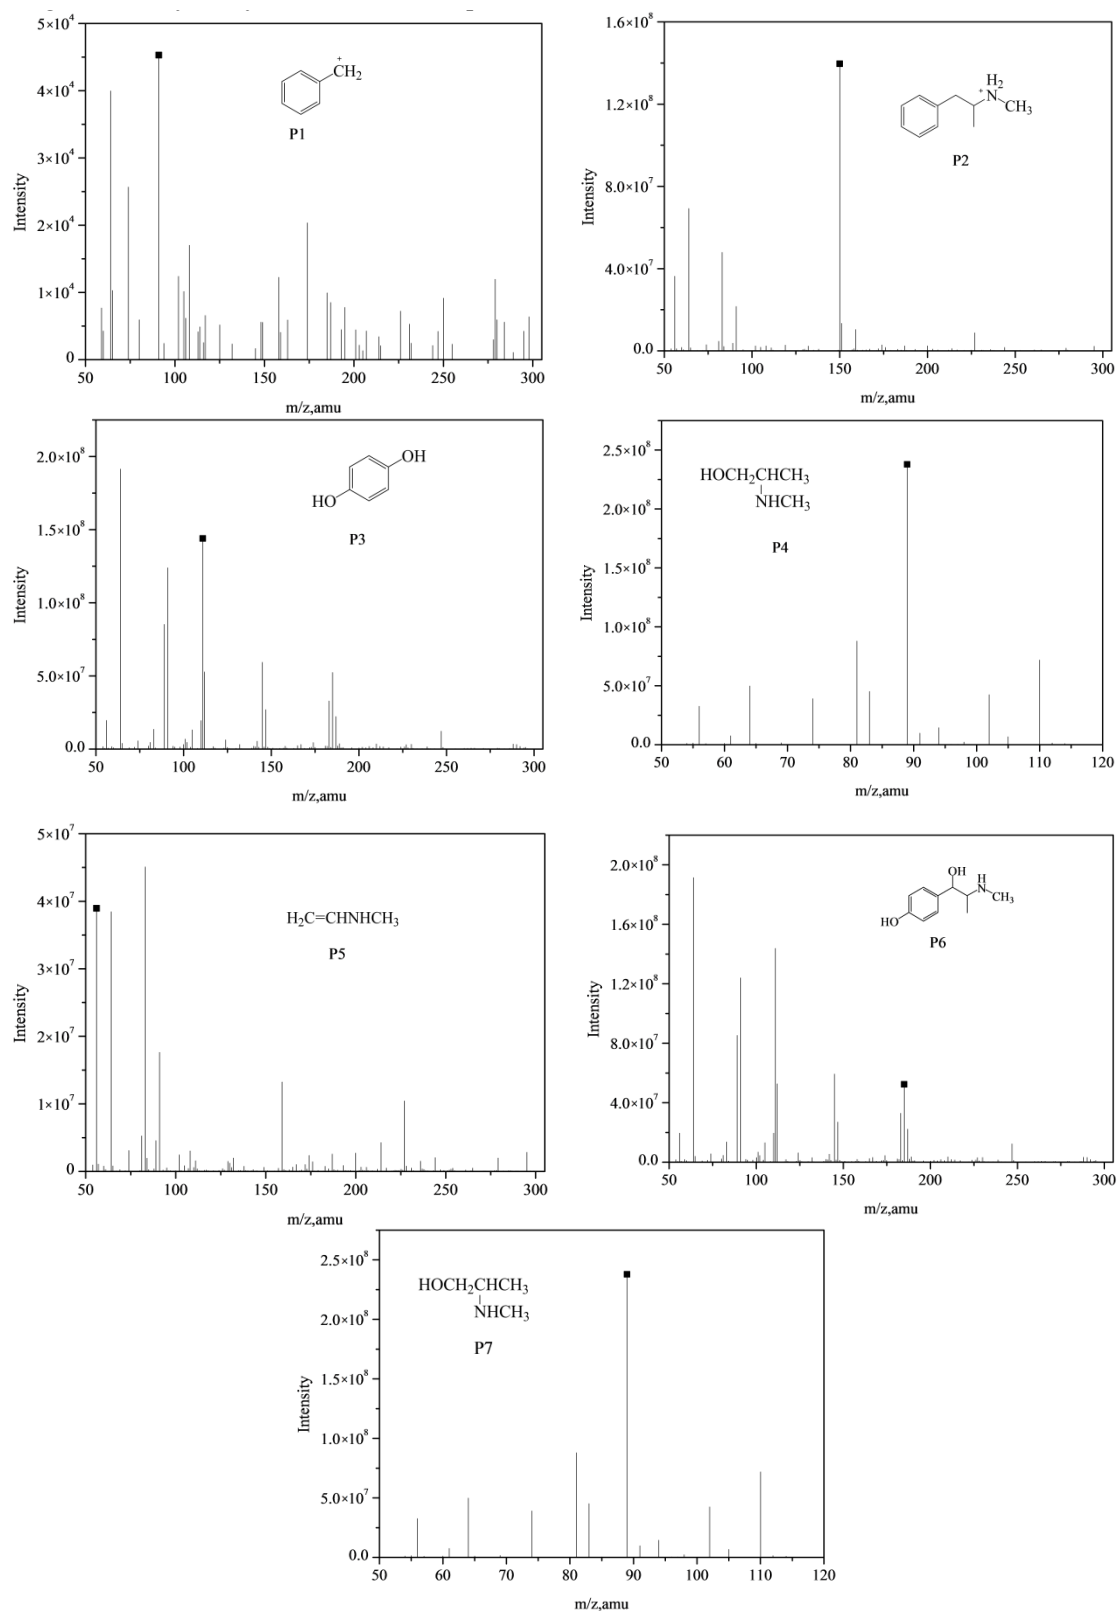 5×10⁴
4×10⁴
3×10⁴
2×10⁴
1×10⁴
0
Intensity
50 100 150 200 250 300
m/z,amu
+
CH₂
P1
1.6×10⁸
1.2×10⁸
8.0×10⁷
4.0×10⁷
0.0
Intensity
50 100 150 200 250 300
m/z,amu
H₂
+N
CH₃
P2
2.0×10⁸
1.5×10⁸
1.0×10⁸
5.0×10⁷
0.0
Intensity
50 100 150 200 250 300
m/z,amu
OH
HO
P3
2.5×10⁸
2.0×10⁸
1.5×10⁸
1.0×10⁸
5.0×10⁷
0.0
Intensity
50 60 70 80 90 100 110 120
m/z,amu
HOCH₂CHCH₃
NHCH₃
P4
5×10⁷
4×10⁷
3×10⁷
2×10⁷
1×10⁷
0
Intensity
50 100 150 200 250 300
m/z,amu
H₂C=CHNHCH₃
P5
2.0×10⁸
1.6×10⁸
1.2×10⁸
8.0×10⁷
4.0×10⁷
0.0
Intensity
50 100 150 200 250 300
m/z,amu
OH
H
N
CH₃
HO
P6
2.5×10⁸
2.0×10⁸
1.5×10⁸
1.0×10⁸
5.0×10⁷
0.0
Intensity
50 60 70 80 90 100 110 120
m/z,amu
HOCH₂CHCH₃
NHCH₃
P7